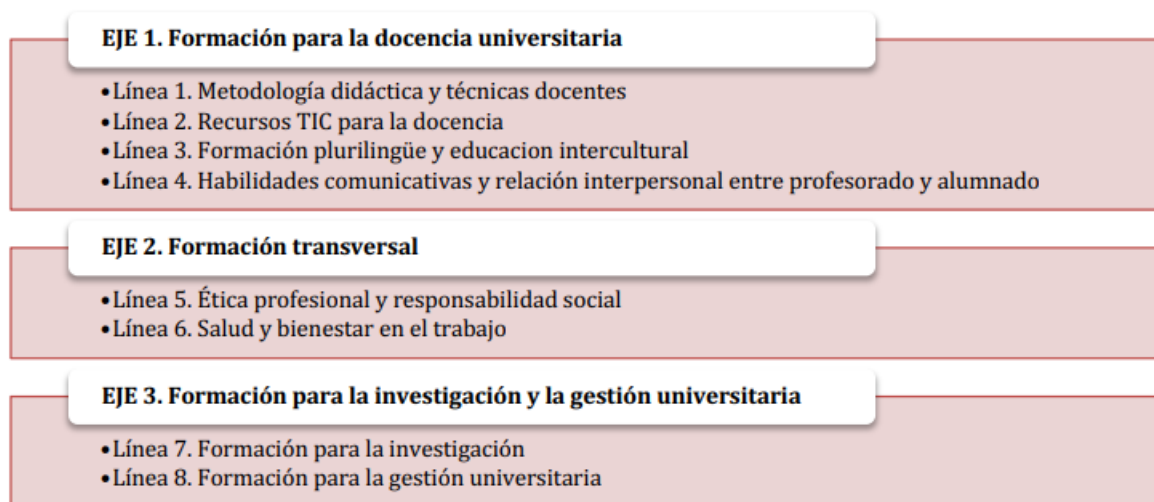 EJE 1. Formación para la docencia universitaria
•Línea 1. Metodología didáctica y técnicas docentes
•Línea 2. Recursos TIC para la docencia
•Línea 3. Formación plurilingüe y educacion intercultural
•Línea 4. Habilidades comunicativas y relación interpersonal entre profesorado y alumnado
EJE 2. Formación transversal
•Línea 5. Ética profesional y responsabilidad social
•Línea 6. Salud y bienestar en el trabajo
EJE 3. Formación para la investigación y la gestión universitaria
•Línea 7. Formación para la investigación
•Línea 8. Formación para la gestión universitaria